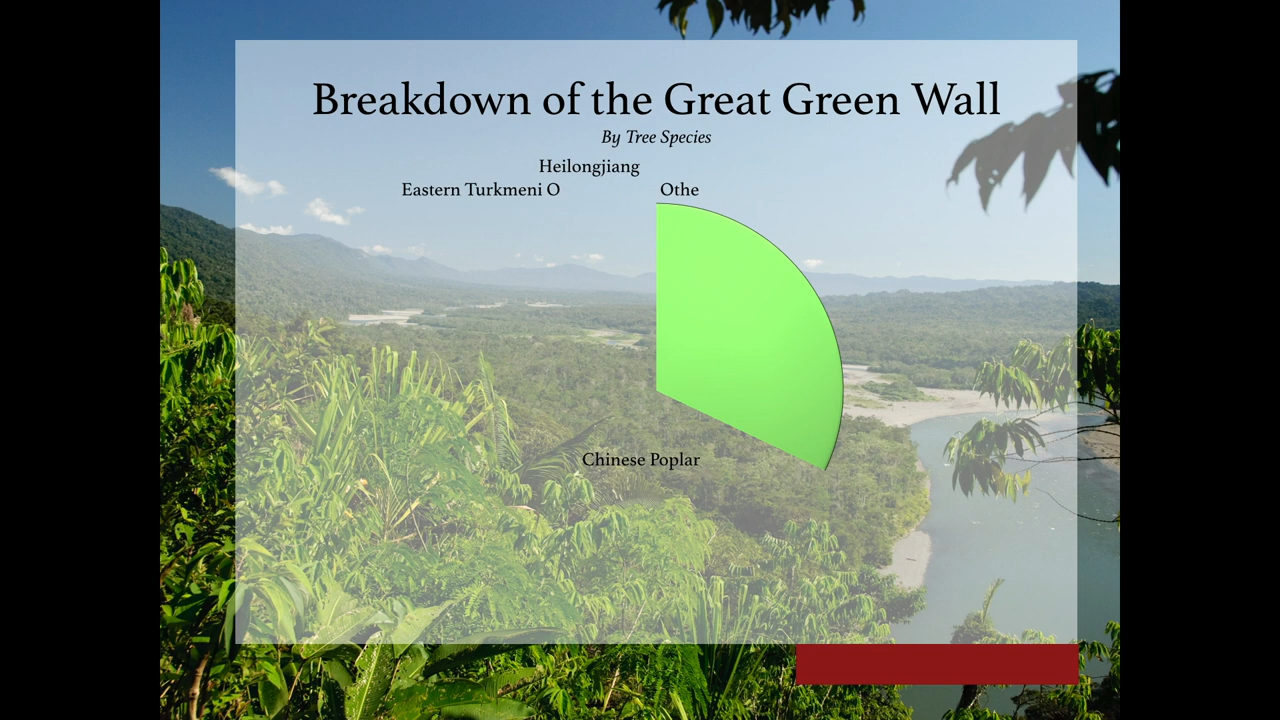 Breakdown of the Great Green Wall
By Tree Species
Heilongjiang
Eastern Turkmeni O
Othe
Chinese Poplar